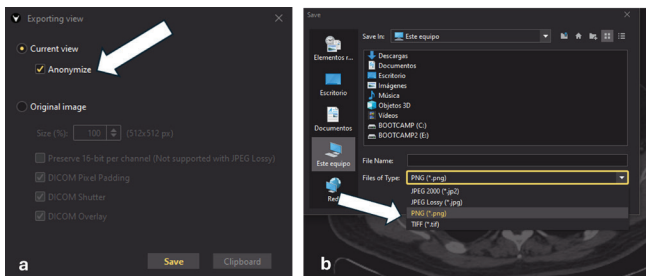 Exporting view
Current view
Anonymize
Original image
Size (%): 100 (512x512 px)
Preserve 16-bit per channel (Not supported with JPEG Lossy)
DICOM Pixel Padding
DICOM Shutter
DICOM Overlay
Save
Clipboard
a
Save
Save In: Este equipo
Elementos r...
Escritorio
Documentos
Este equipo
Red
Descargas
Documentos
Escritorio
Imágenes
Música
Objetos 3D
Vídeos
BOOTCAMP (C:)
BOOTCAMP2 (E:)
File Name:
Files of Type: PNG (*.png)
JPEG 2000 (*.jp2)
JPEG Lossy (*.jpg)
PNG (*.png)
TIFF (*.tif)
b